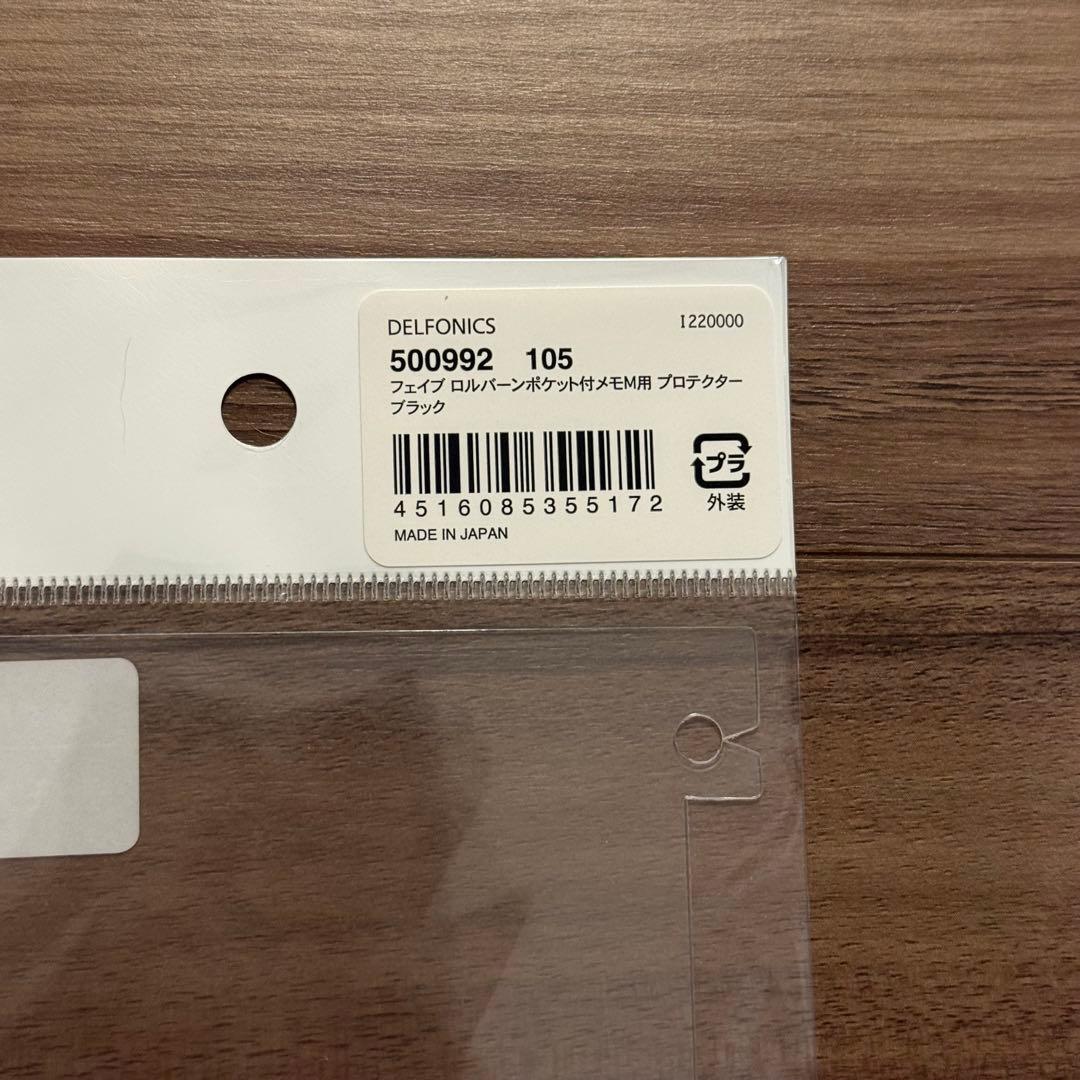 DELFONICS 1220000
500992 105
フェイブ ロルバーンポケット付メモM用 プロテクター
ブラック
4516085355172
プラ
外装
MADE IN JAPAN